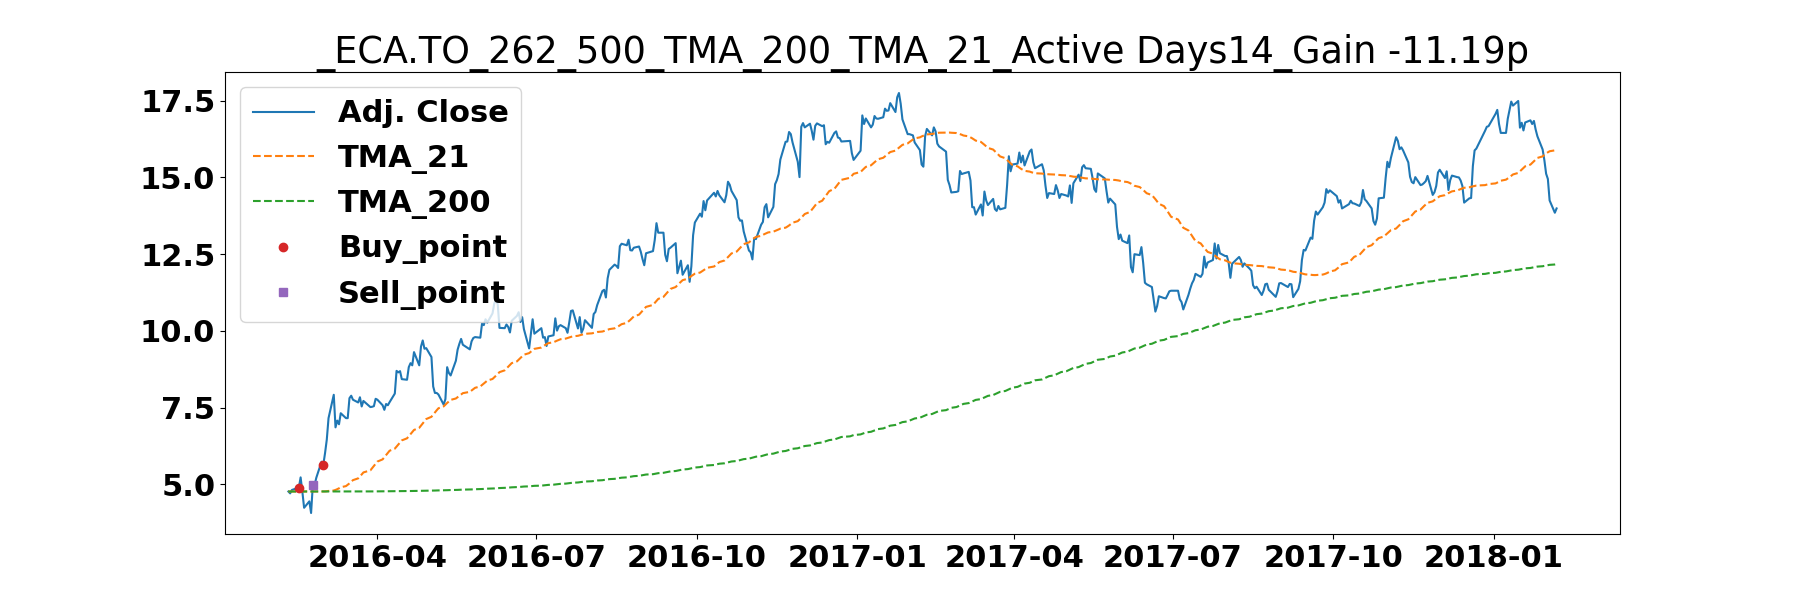 _ECA.TO_262_500_TMA_200_TMA_21_Active Days14_Gain -11.19p
17.5
15.0
12.5
10.0
7.5
5.0
Adj. Close
TMA_21
TMA_200
Buy_point
Sell_point
2016-04 2016-07 2016-10 2017-01 2017-04 2017-07 2017-10 2018-01